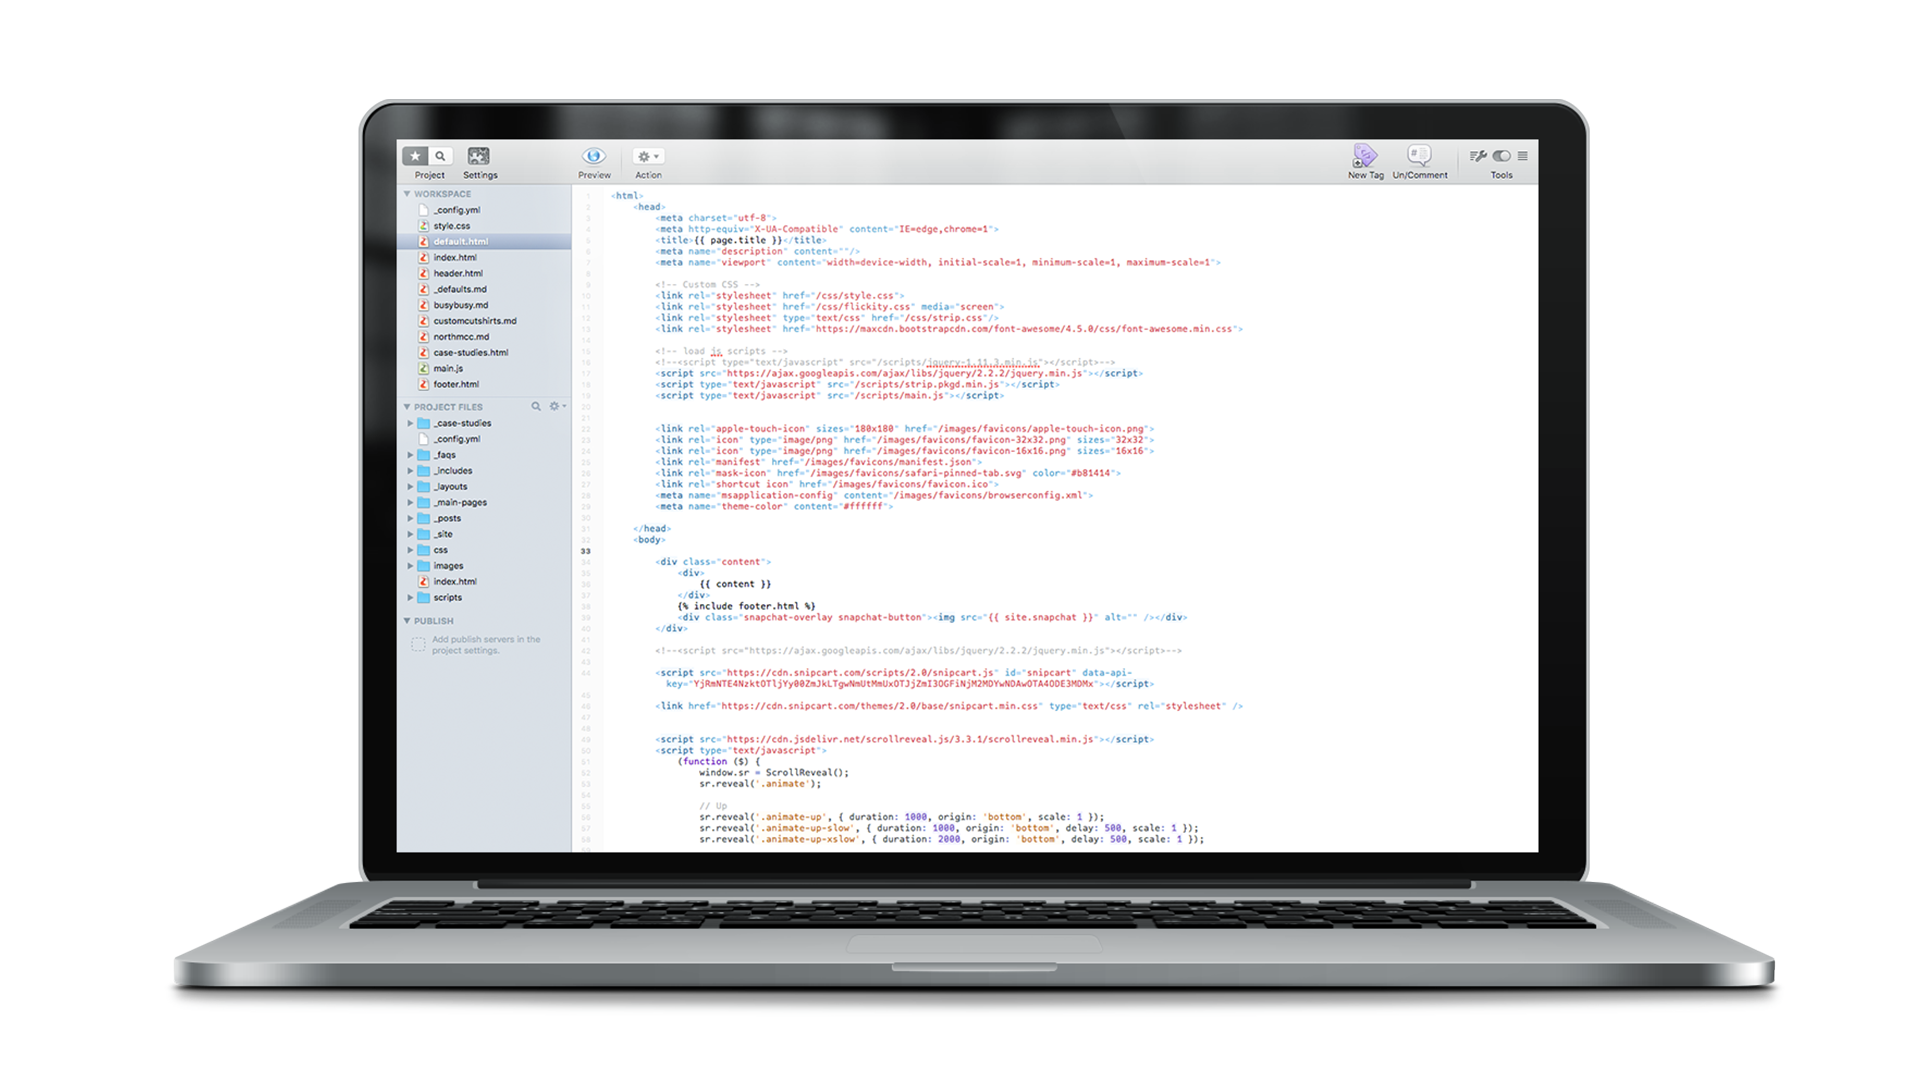 Project
Settings
Preview
Action
New Tag
Un/Comment
Tools
WORKSPACE
_config.yml
style.css
default.html
index.html
header.html
_defaults.md
busybusy.md
customcutshirts.md
northmcc.md
case-studies.html
main.js
footer.html
PROJECT FILES
_case-studies
_config.yml
_faqs
_includes
_layouts
_main-pages
_posts
_site
css
images
index.html
scripts
PUBLISH
Add publish servers in the
project settings.
<html>
<head>
<meta charset="utf-8">
<meta http-equiv="X-UA-Compatible" content="IE=edge,chrome=1">
<title>{{ page.title }}</title>
<meta name="description" content=""/>
<meta name="viewport" content="width=device-width, initial-scale=1, minimum-scale=1, maximum-scale=1">
<!-- Custom CSS -->
<link rel="stylesheet" href="/css/style.css">
<link rel="stylesheet" href="/css/flickity.css" media="screen">
<link rel="stylesheet" type="text/css" href="/css/strip.css"/>
<link rel="stylesheet" href="https://maxcdn.bootstrapcdn.com/font-awesome/4.5.0/css/font-awesome.min.css">
<!-- load js scripts -->
<!--<script type="text/javascript" src="/scripts/jquery-1.11.3.min.js"></script>-->
<script src="https://ajax.googleapis.com/ajax/libs/jquery/2.2.2/jquery.min.js"></script>
<script type="text/javascript" src="/scripts/strip.pkgd.min.js"></script>
<script type="text/javascript" src="/scripts/main.js"></script>
<link rel="apple-touch-icon" sizes="180x180" href="/images/favicons/apple-touch-icon.png">
<link rel="icon" type="image/png" href="/images/favicons/favicon-32x32.png" sizes="32x32">
<link rel="icon" type="image/png" href="/images/favicons/favicon-16x16.png" sizes="16x16">
<link rel="manifest" href="/images/favicons/manifest.json">
<link rel="mask-icon" href="/images/favicons/safari-pinned-tab.svg" color="#b81414">
<link rel="shortcut icon" href="/images/favicons/favicon.ico">
<meta name="msapplication-config" content="/images/favicons/browserconfig.xml">
<meta name="theme-color" content="#ffffff">
</head>
<body>
33
<div class="content">
<div>
{{ content }}
</div>
{% include footer.html %}
<div class="snapchat-overlay snapchat-button"><img src="{{ site.snapchat }}" alt="" /></div>
</div>
<!--<script src="https://ajax.googleapis.com/ajax/libs/jquery/2.2.2/jquery.min.js"></script>-->
<script src="https://cdn.snipcart.com/scripts/2.0/snipcart.js" id="snipcart" data-api-
key="YjRmNTE4NzktOTljYy00ZmJkLTgwNmUtMmUxOTJjZmI3OGFiNjM2MDYwNDAwOTA4ODE3MDMx"></script>
<link href="https://cdn.snipcart.com/themes/2.0/base/snipcart.min.css" type="text/css" rel="stylesheet" />
<script src="https://cdn.jsdelivr.net/scrollreveal.js/3.3.1/scrollreveal.min.js"></script>
<script type="text/javascript">
(function ($) {
window.sr = ScrollReveal();
sr.reveal('.animate');
// Up
sr.reveal('.animate-up', { duration: 1000, origin: 'bottom', scale: 1 });
sr.reveal('.animate-up-slow', { duration: 1000, origin: 'bottom', delay: 500, scale: 1 });
sr.reveal('.animate-up-xslow', { duration: 2000, origin: 'bottom', delay: 500, scale: 1 });